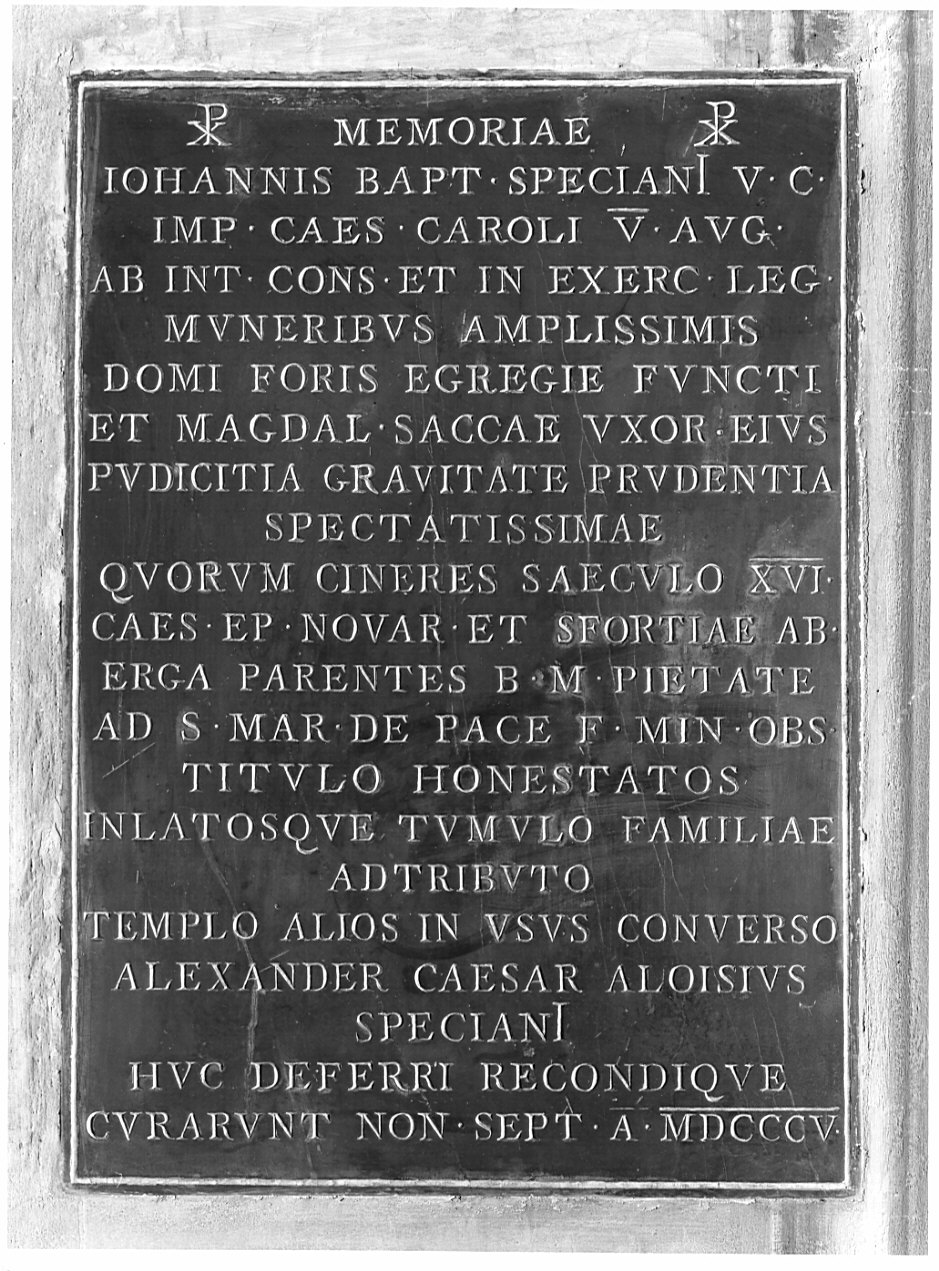 ☧ MEMORIAE ☧
IOHANNIS BAPT·SPECIANI V·C·
IMP·CAES·CAROLI V̅·AVG·
AB INT·CONS·ET IN EXERC·LEG·
MVNERIBVS AMPLISSIMIS
DOMI FORIS EGREGIE FVNCTI
ET MAGDAL·SACCAE VXOR·EIVS
PVDICITIA GRAVITATE PRVDENTIA
SPECTATISSIMAE
QVORVM CINERES SAECVLO X̅V̅I̅·
CAES·EP·NOVAR·ET SFORTIAE AB·
ERGA PARENTES B·M·PIETATE
AD S·MAR·DE PACE F·MIN·OBS·
TITVLO HONESTATOS
INLATOSQVE TVMVLO FAMILIAE
ADTRIBVTO
TEMPLO ALIOS IN VSVS CONVERSO
ALEXANDER CAESAR ALOISIVS
SPECIANI
HVC DEFERRI RECONDIQVE
CVRARVNT NON·SEPT·A̅·M̅D̅C̅C̅C̅V̅·